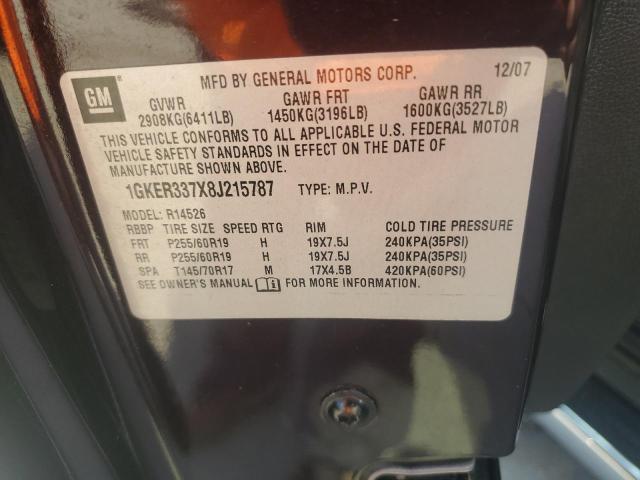 MFD BY GENERAL MOTORS CORP. 12/07
GM ®
GVWR GAWR FRT GAWR RR
2908KG(6411LB) 1450KG(3196LB) 1600KG(3527LB)
THIS VEHICLE CONFORMS TO ALL APPLICABLE U.S. FEDERAL MOTOR
VEHICLE SAFETY STANDARDS IN EFFECT ON THE DATE OF
MANUFACTURE SHOWN ABOVE.
1GKER337X8J215787 TYPE: M.P.V.
MODEL: R14526
RBBP TIRE SIZE SPEED RTG RIM COLD TIRE PRESSURE
FRT P255/60R19 H 19X7.5J 240KPA(35PSI)
RR P255/60R19 H 19X7.5J 240KPA(35PSI)
SPA T145/70R17 M 17X4.5B 420KPA(60PSI)
SEE OWNER'S MANUAL FOR MORE INFORMATION.